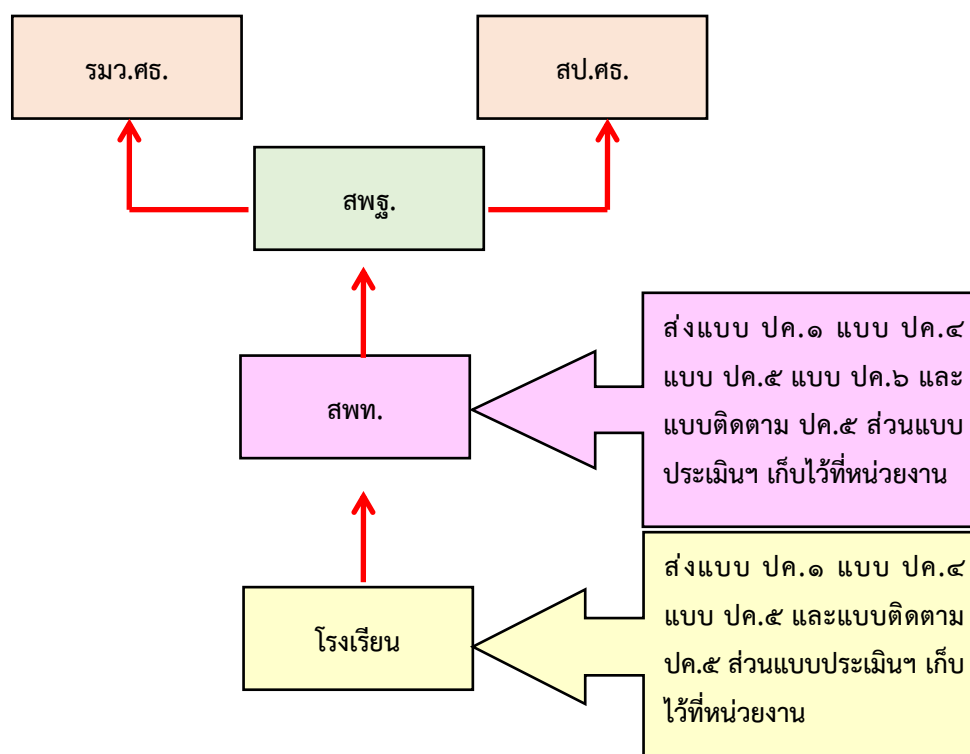 รมว.ศธ.
สป.ศธ.
สพฐ.
ส่งแบบ ปค.๑ แบบ ปค.๔
แบบ ปค.๕ แบบ ปค.๖ และ
แบบติดตาม ปค.๕ ส่วนแบบ
ประเมินฯ เก็บไว้ที่หน่วยงาน
สพท.
ส่งแบบ ปค.๑ แบบ ปค.๔
แบบ ปค.๕ และแบบติดตาม
ปค.๕ ส่วนแบบประเมินฯ เก็บ
ไว้ที่หน่วยงาน
โรงเรียน